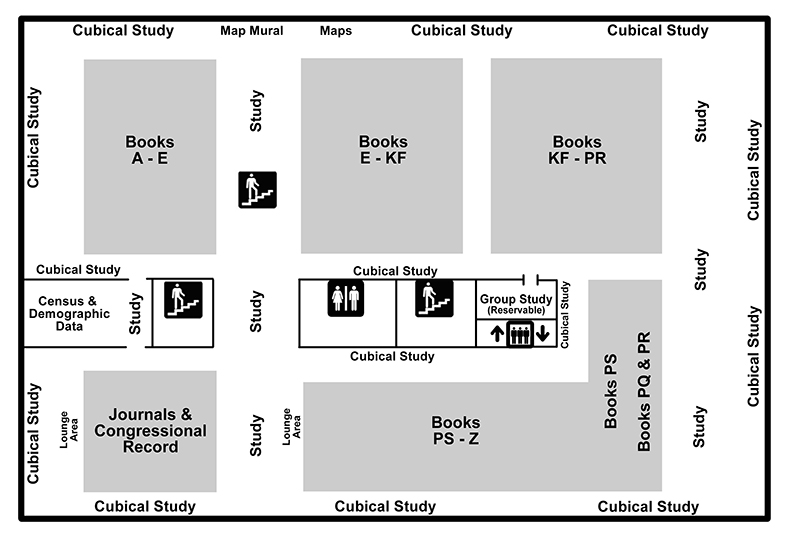 Cubical Study
Map Mural
Maps
Cubical Study
Cubical Study
Cubical Study
Books
A - E
Study
Books
E - KF
Books
KF - PR
Study
Cubical Study
Cubical Study
Cubical Study
Study
Census &
Demographic
Data
Study
Study
Group Study
(Reservable)
Cubical Study
Cubical Study
Cubical Study
Cubical Study
Lounge
Area
Journals &
Congressional
Record
Study
Lounge
Area
Books
PS - Z
Books PS
Books PQ & PR
Study
Cubical Study
Cubical Study
Cubical Study